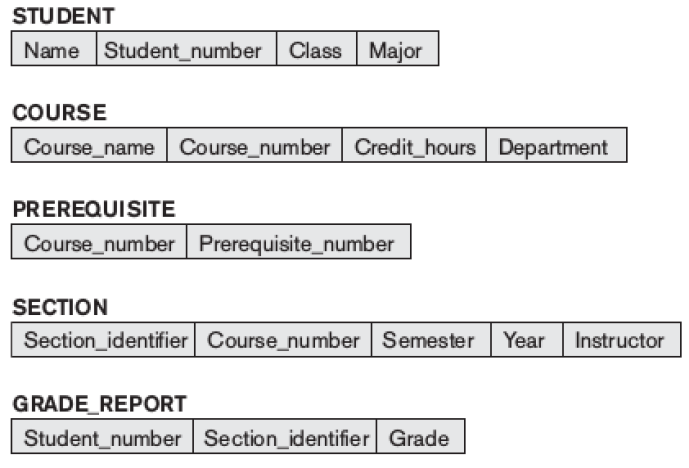 STUDENT
Name Student_number Class Major
COURSE
Course_name Course_number Credit_hours Department
PREREQUISITE
Course_number Prerequisite_number
SECTION
Section_identifier Course_number Semester Year Instructor
GRADE_REPORT
Student_number Section_identifier Grade